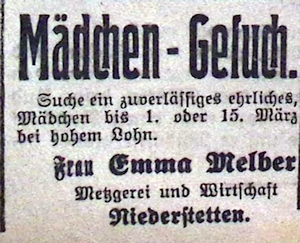 Mädchen-Gesuch.
Suche ein zuverlässiges ehrliches,
Mädchen bis 1. oder 15. März
bei hohem Lohn.
Frau Emma Melber
Metzgerei und Wirtschaft
Niederstetten.